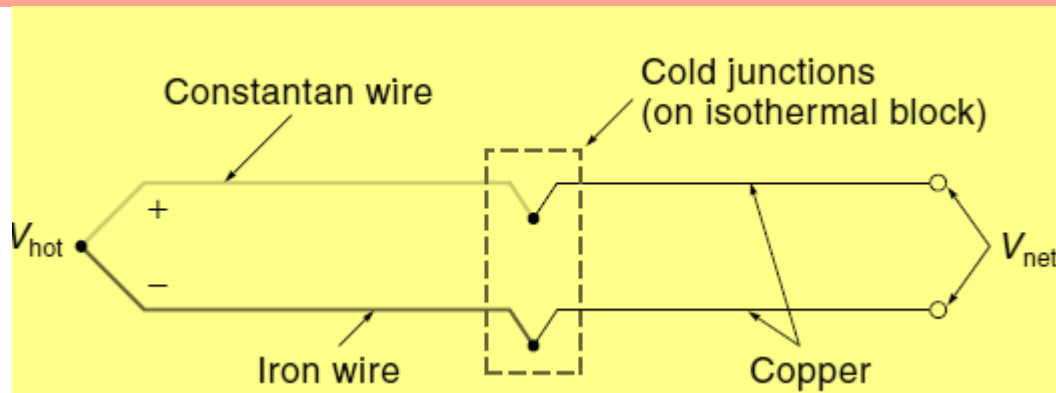 Cold junctions
(on isothermal block)
Constantan wire
+
V_hot
V_net
−
Iron wire
Copper